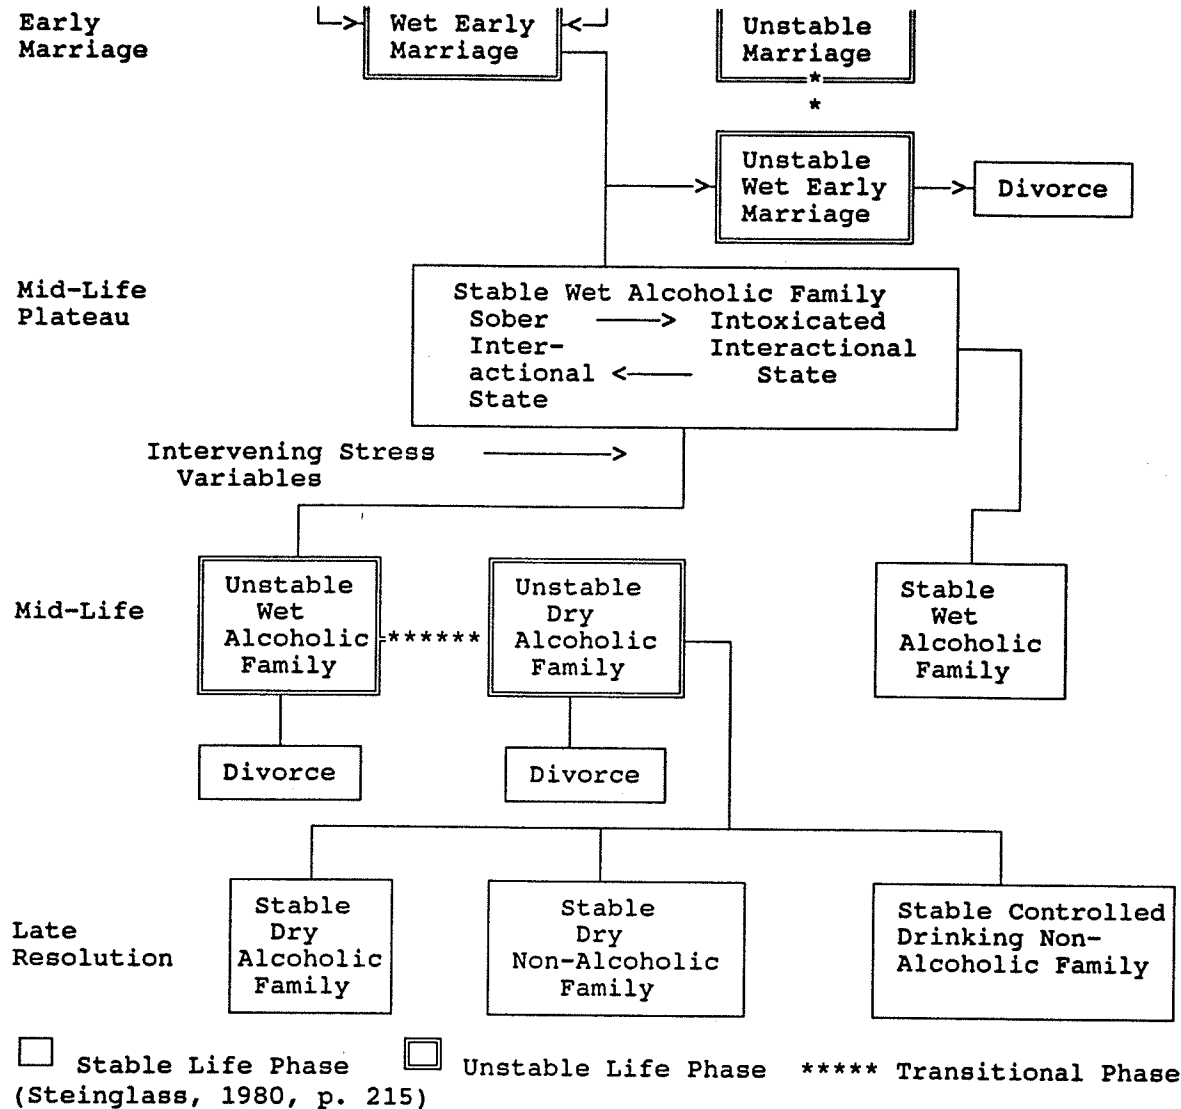 Early
Marriage
Wet Early
Marriage
Unstable
Marriage
*
*
Unstable
Wet Early
Marriage
Divorce
Mid-Life
Plateau
Stable Wet Alcoholic Family
Sober
Inter-
actional
State
Intoxicated
Interactional
State
Intervening Stress
Variables
Mid-Life
Unstable
Wet
Alcoholic
Family
******
Unstable
Dry
Alcoholic
Family
Stable
Wet
Alcoholic
Family
Divorce
Divorce
Late
Resolution
Stable
Dry
Alcoholic
Family
Stable
Dry
Non-Alcoholic
Family
Stable Controlled
Drinking Non-
Alcoholic Family
Stable Life Phase
Unstable Life Phase
***** Transitional Phase
(Steinglass, 1980, p. 215)